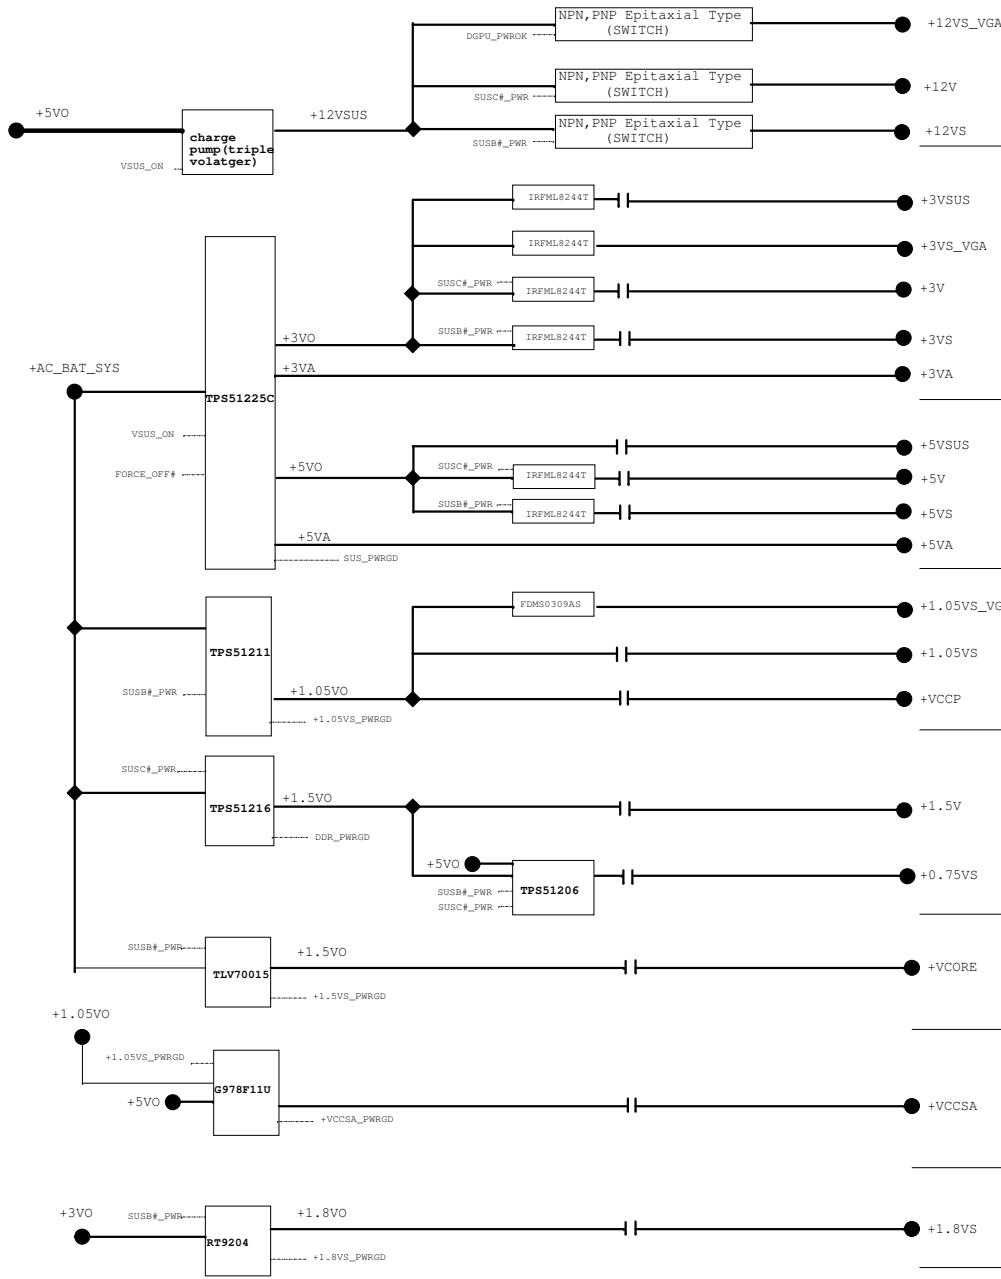 NPN,PNP Epitaxial Type
(SWITCH)
+12VS_VGA
DGPU_PWROK
NPN,PNP Epitaxial Type
(SWITCH)
+12V
SUSC#_PWR
+5VO
+12VSUS
NPN,PNP Epitaxial Type
(SWITCH)
+12VS
SUSB#_PWR
charge
pump(triple
volatger)
VSUS_ON
IRFML8244T
+3VSUS
IRFML8244T
+3VS_VGA
SUSC#_PWR
IRFML8244T
+3V
SUSB#_PWR
IRFML8244T
+3VS
+3VO
+3VA
+3VA
+AC_BAT_SYS
TPS51225C
VSUS_ON
FORCE_OFF#
+5VSUS
+5VO
SUSC#_PWR
IRFML8244T
+5V
SUSB#_PWR
IRFML8244T
+5VS
+5VA
+5VA
SUS_PWRGD
FDMS0309AS
+1.05VS_VG
TPS51211
+1.05VS
SUSB#_PWR
+1.05VO
+VCCP
+1.05VS_PWRGD
SUSC#_PWR
TPS51216
+1.5VO
+1.5V
DDR_PWRGD
+5VO
TPS51206
+0.75VS
SUSB#_PWR
SUSC#_PWR
SUSB#_PWR
TLV70015
+1.5VO
+VCORE
+1.5VS_PWRGD
+1.05VO
+1.05VS_PWRGD
G978F11U
+5VO
+VCCSA
+VCCSA_PWRGD
+3VO
SUSB#_PWR
RT9204
+1.8VO
+1.8VS
+1.8VS_PWRGD